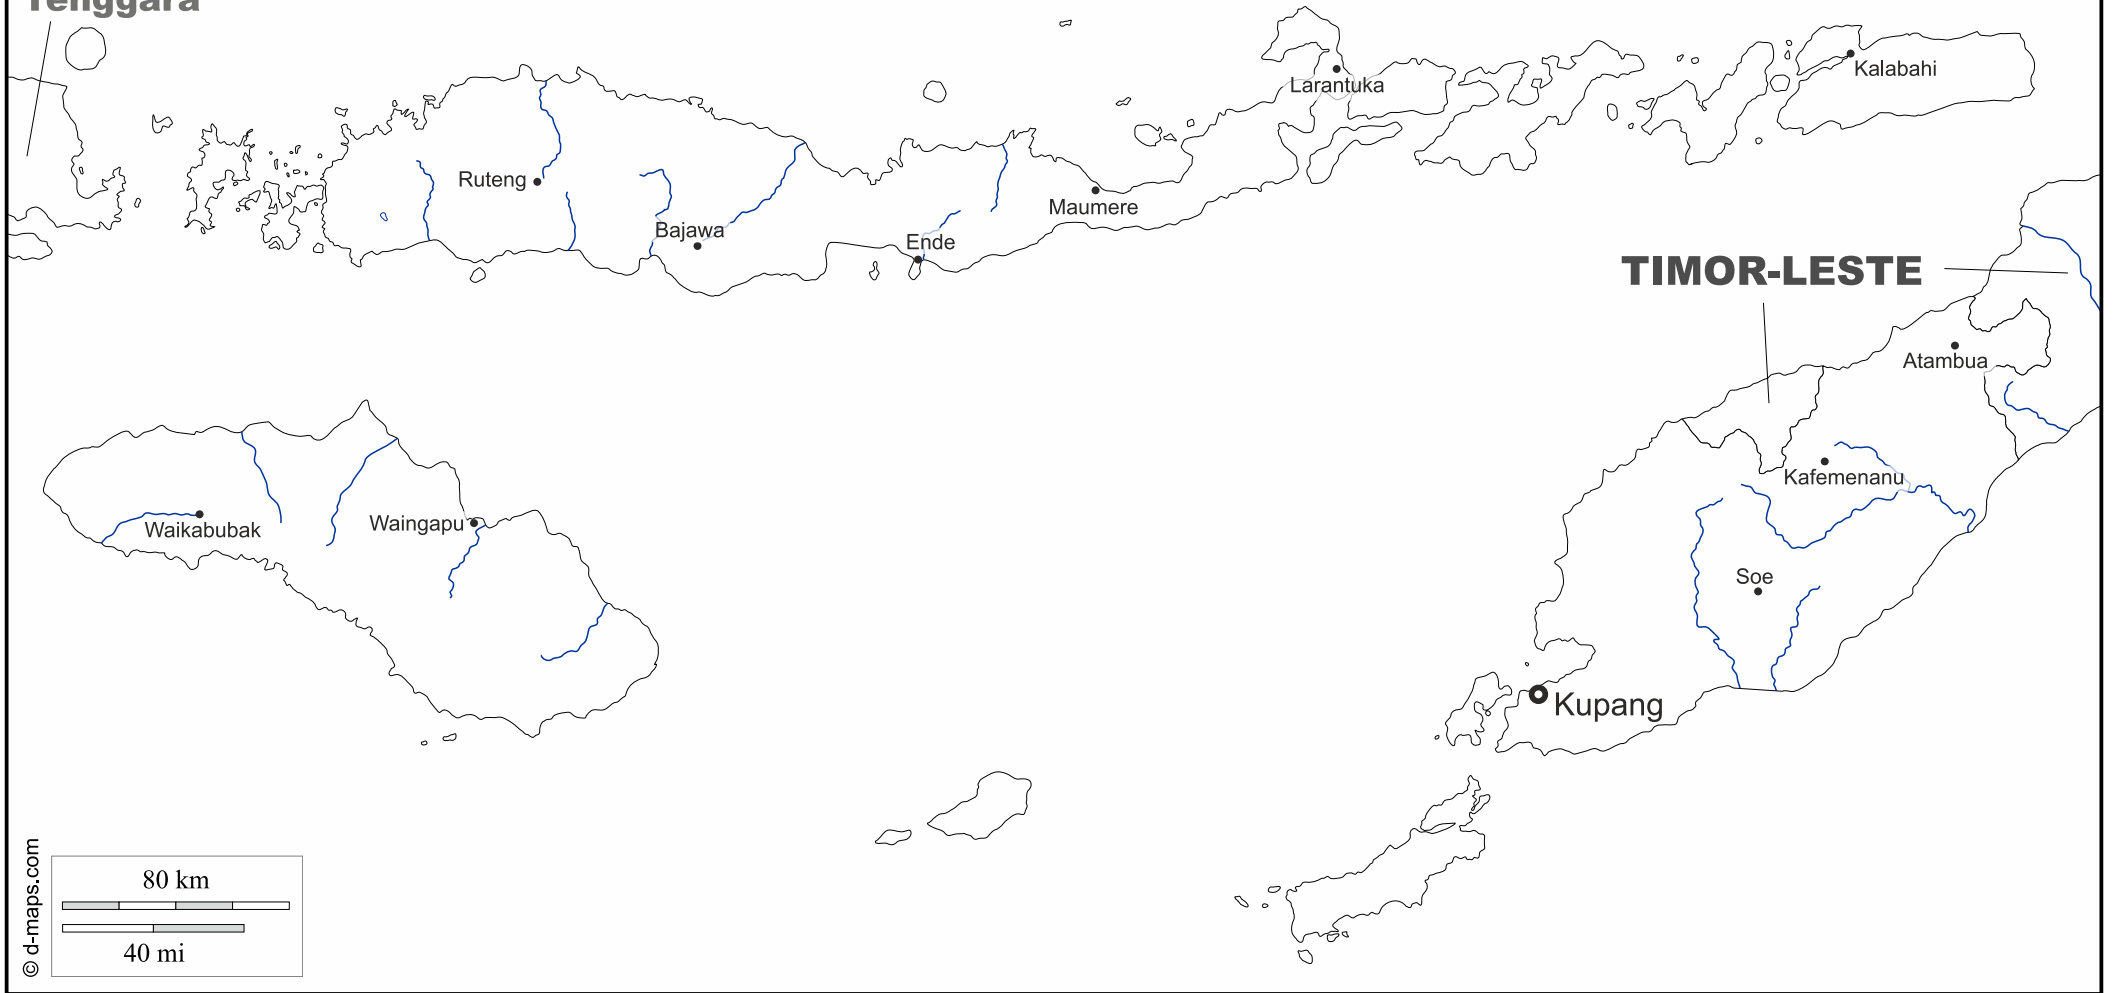 Tenggara
Larantuka
Kalabahi
Ruteng
Maumere
Bajawa
Ende
TIMOR-LESTE
Atambua
Kafemenanu
Waikabubak
Waingapu
Soe
Kupang
80 km
40 mi
© d-maps.com